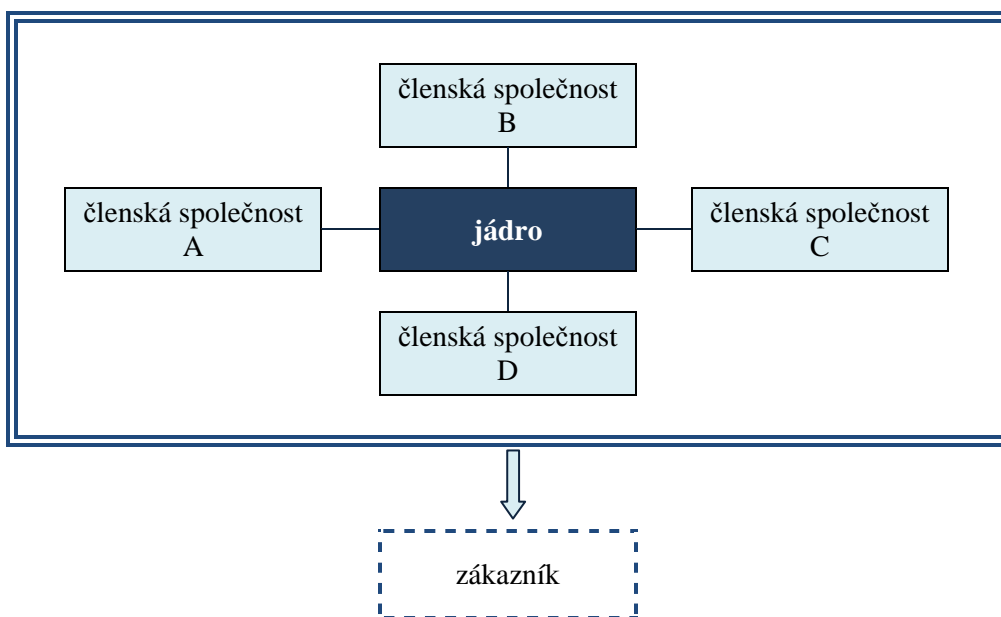 členská společnost
B
členská společnost
A
jádro
členská společnost
C
členská společnost
D
zákazník